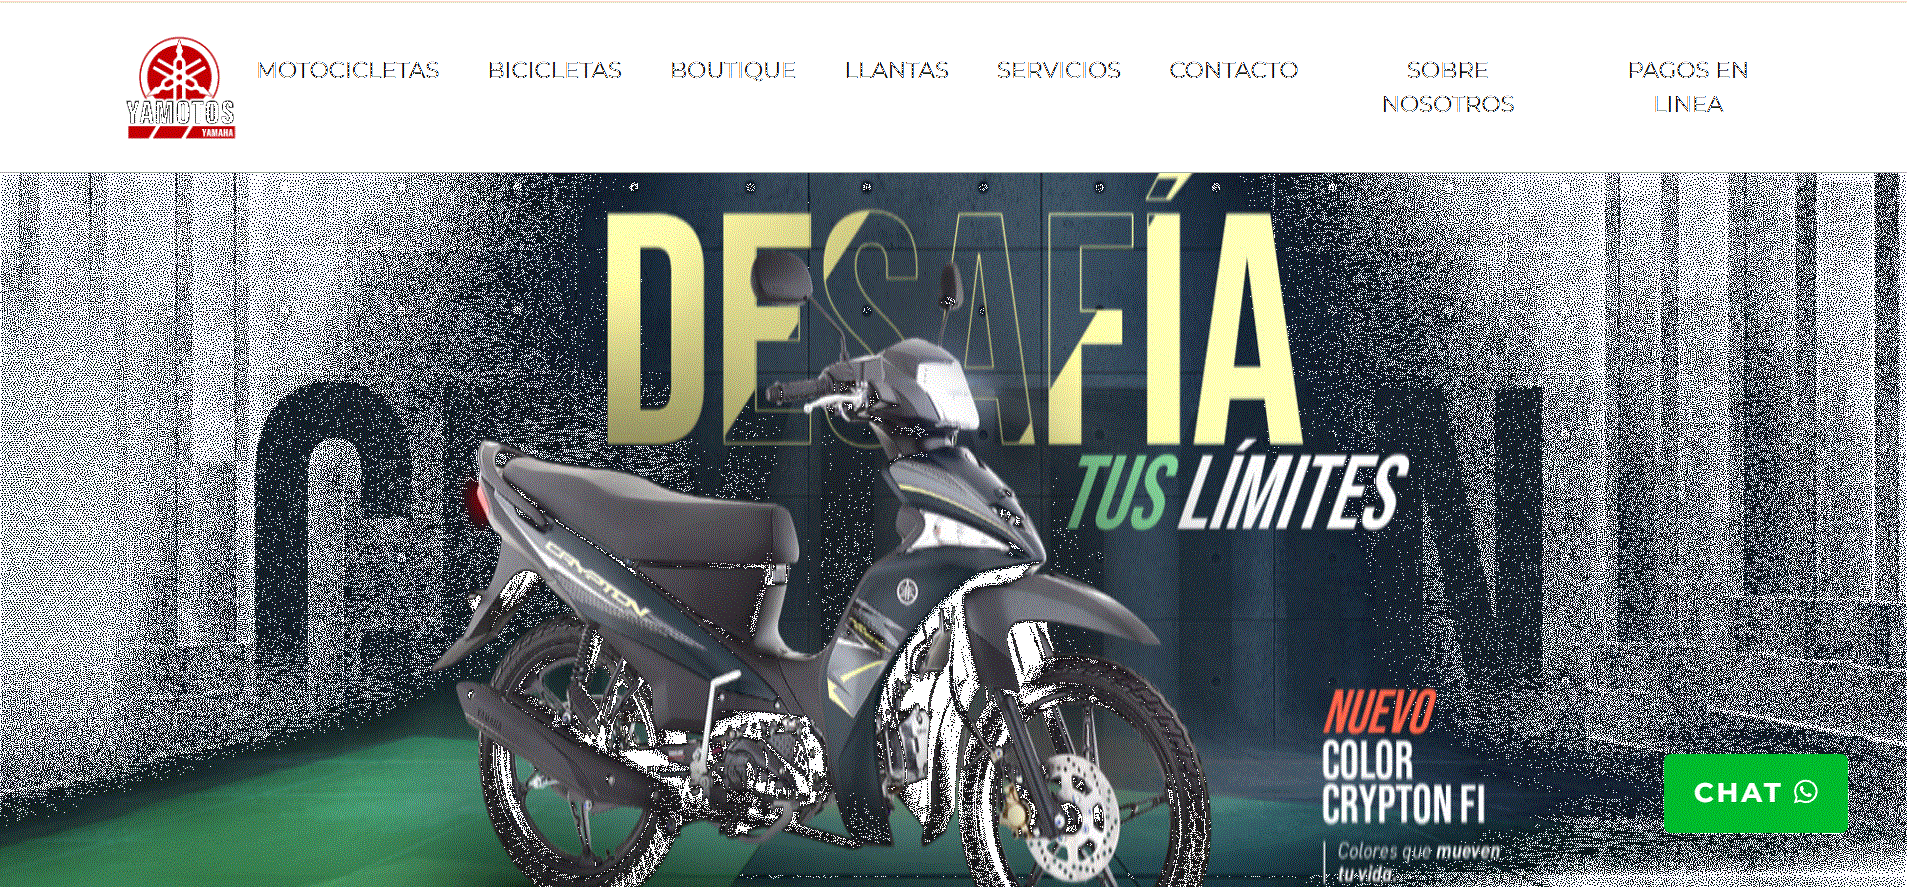 YAMOTOS
YAMAHA
MOTOCICLETAS
BICICLETAS
BOUTIQUE
LLANTAS
SERVICIOS
CONTACTO
SOBRE
NOSOTROS
PAGOS EN
LINEA
DESAFÍA
TUS LÍMITES
CRYPTON
NUEVO
COLOR
CRYPTON FI
Colores que mueven
tu vida.
CHAT